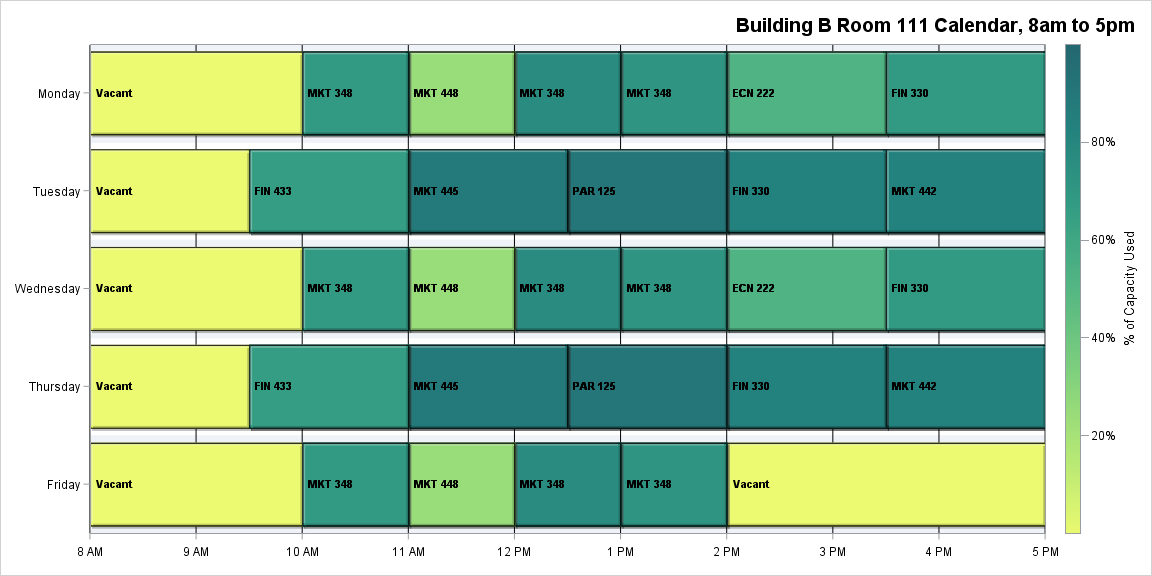 Building B Room 111 Calendar, 8am to 5pm
Monday
Vacant
MKT 348
MKT 448
MKT 348
MKT 348
ECN 222
FIN 330
Tuesday
Vacant
FIN 433
MKT 445
PAR 125
FIN 330
MKT 442
Wednesday
Vacant
MKT 348
MKT 448
MKT 348
MKT 348
ECN 222
FIN 330
Thursday
Vacant
FIN 433
MKT 445
PAR 125
FIN 330
MKT 442
Friday
Vacant
MKT 348
MKT 448
MKT 348
MKT 348
Vacant
8 AM
9 AM
10 AM
11 AM
12 PM
1 PM
2 PM
3 PM
4 PM
5 PM
80%
60%
40%
20%
% of Capacity Used